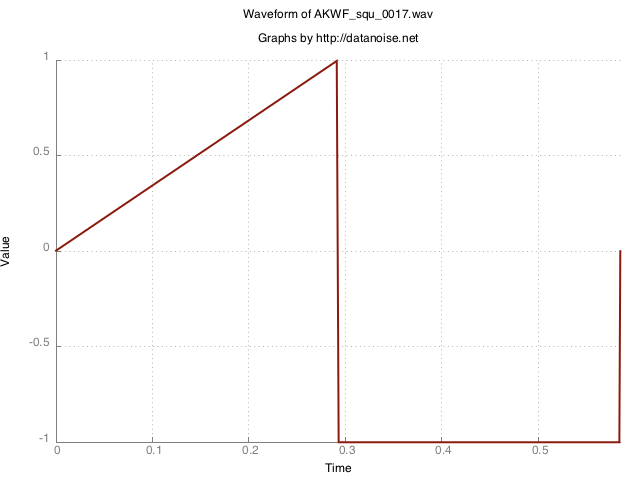 Waveform of AKWF_squ_0017.wav
Graphs by http://datanoise.net
1
0.5
0
-0.5
-1
Value
0 0.1 0.2 0.3 0.4 0.5
Time